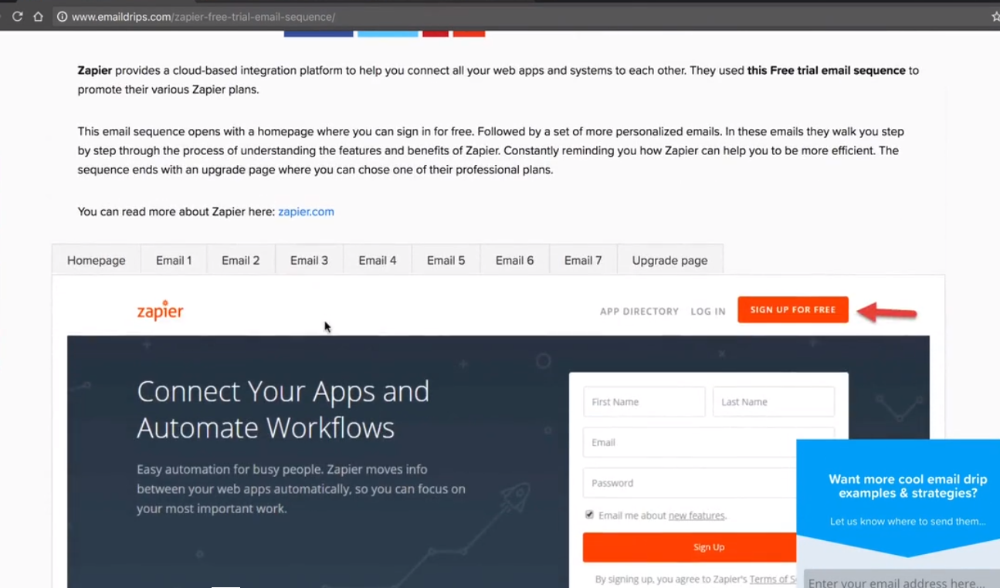 www.emaildrips.com/zapier-free-trial-email-sequence/
Zapier provides a cloud-based integration platform to help you connect all your web apps and systems to each other. They used this Free trial email sequence to
promote their various Zapier plans.
This email sequence opens with a homepage where you can sign in for free. Followed by a set of more personalized emails. In these emails they walk you step
by step through the process of understanding the features and benefits of Zapier. Constantly reminding you how Zapier can help you to be more efficient. The
sequence ends with an upgrade page where you can chose one of their professional plans.
You can read more about Zapier here: zapier.com
Homepage Email 1 Email 2 Email 3 Email 4 Email 5 Email 6 Email 7 Upgrade page
zapier APP DIRECTORY LOG IN SIGN UP FOR FREE
Connect Your Apps and
Automate Workflows
Easy automation for busy people. Zapier moves info
between your web apps automatically, so you can focus on
your most important work.
First Name Last Name
Email
Password
Email me about new features.
Sign Up
By signing up, you agree to Zapier's Terms of S
Want more cool email drip
examples & strategies?
Let us know where to send them...
Enter your email address here...